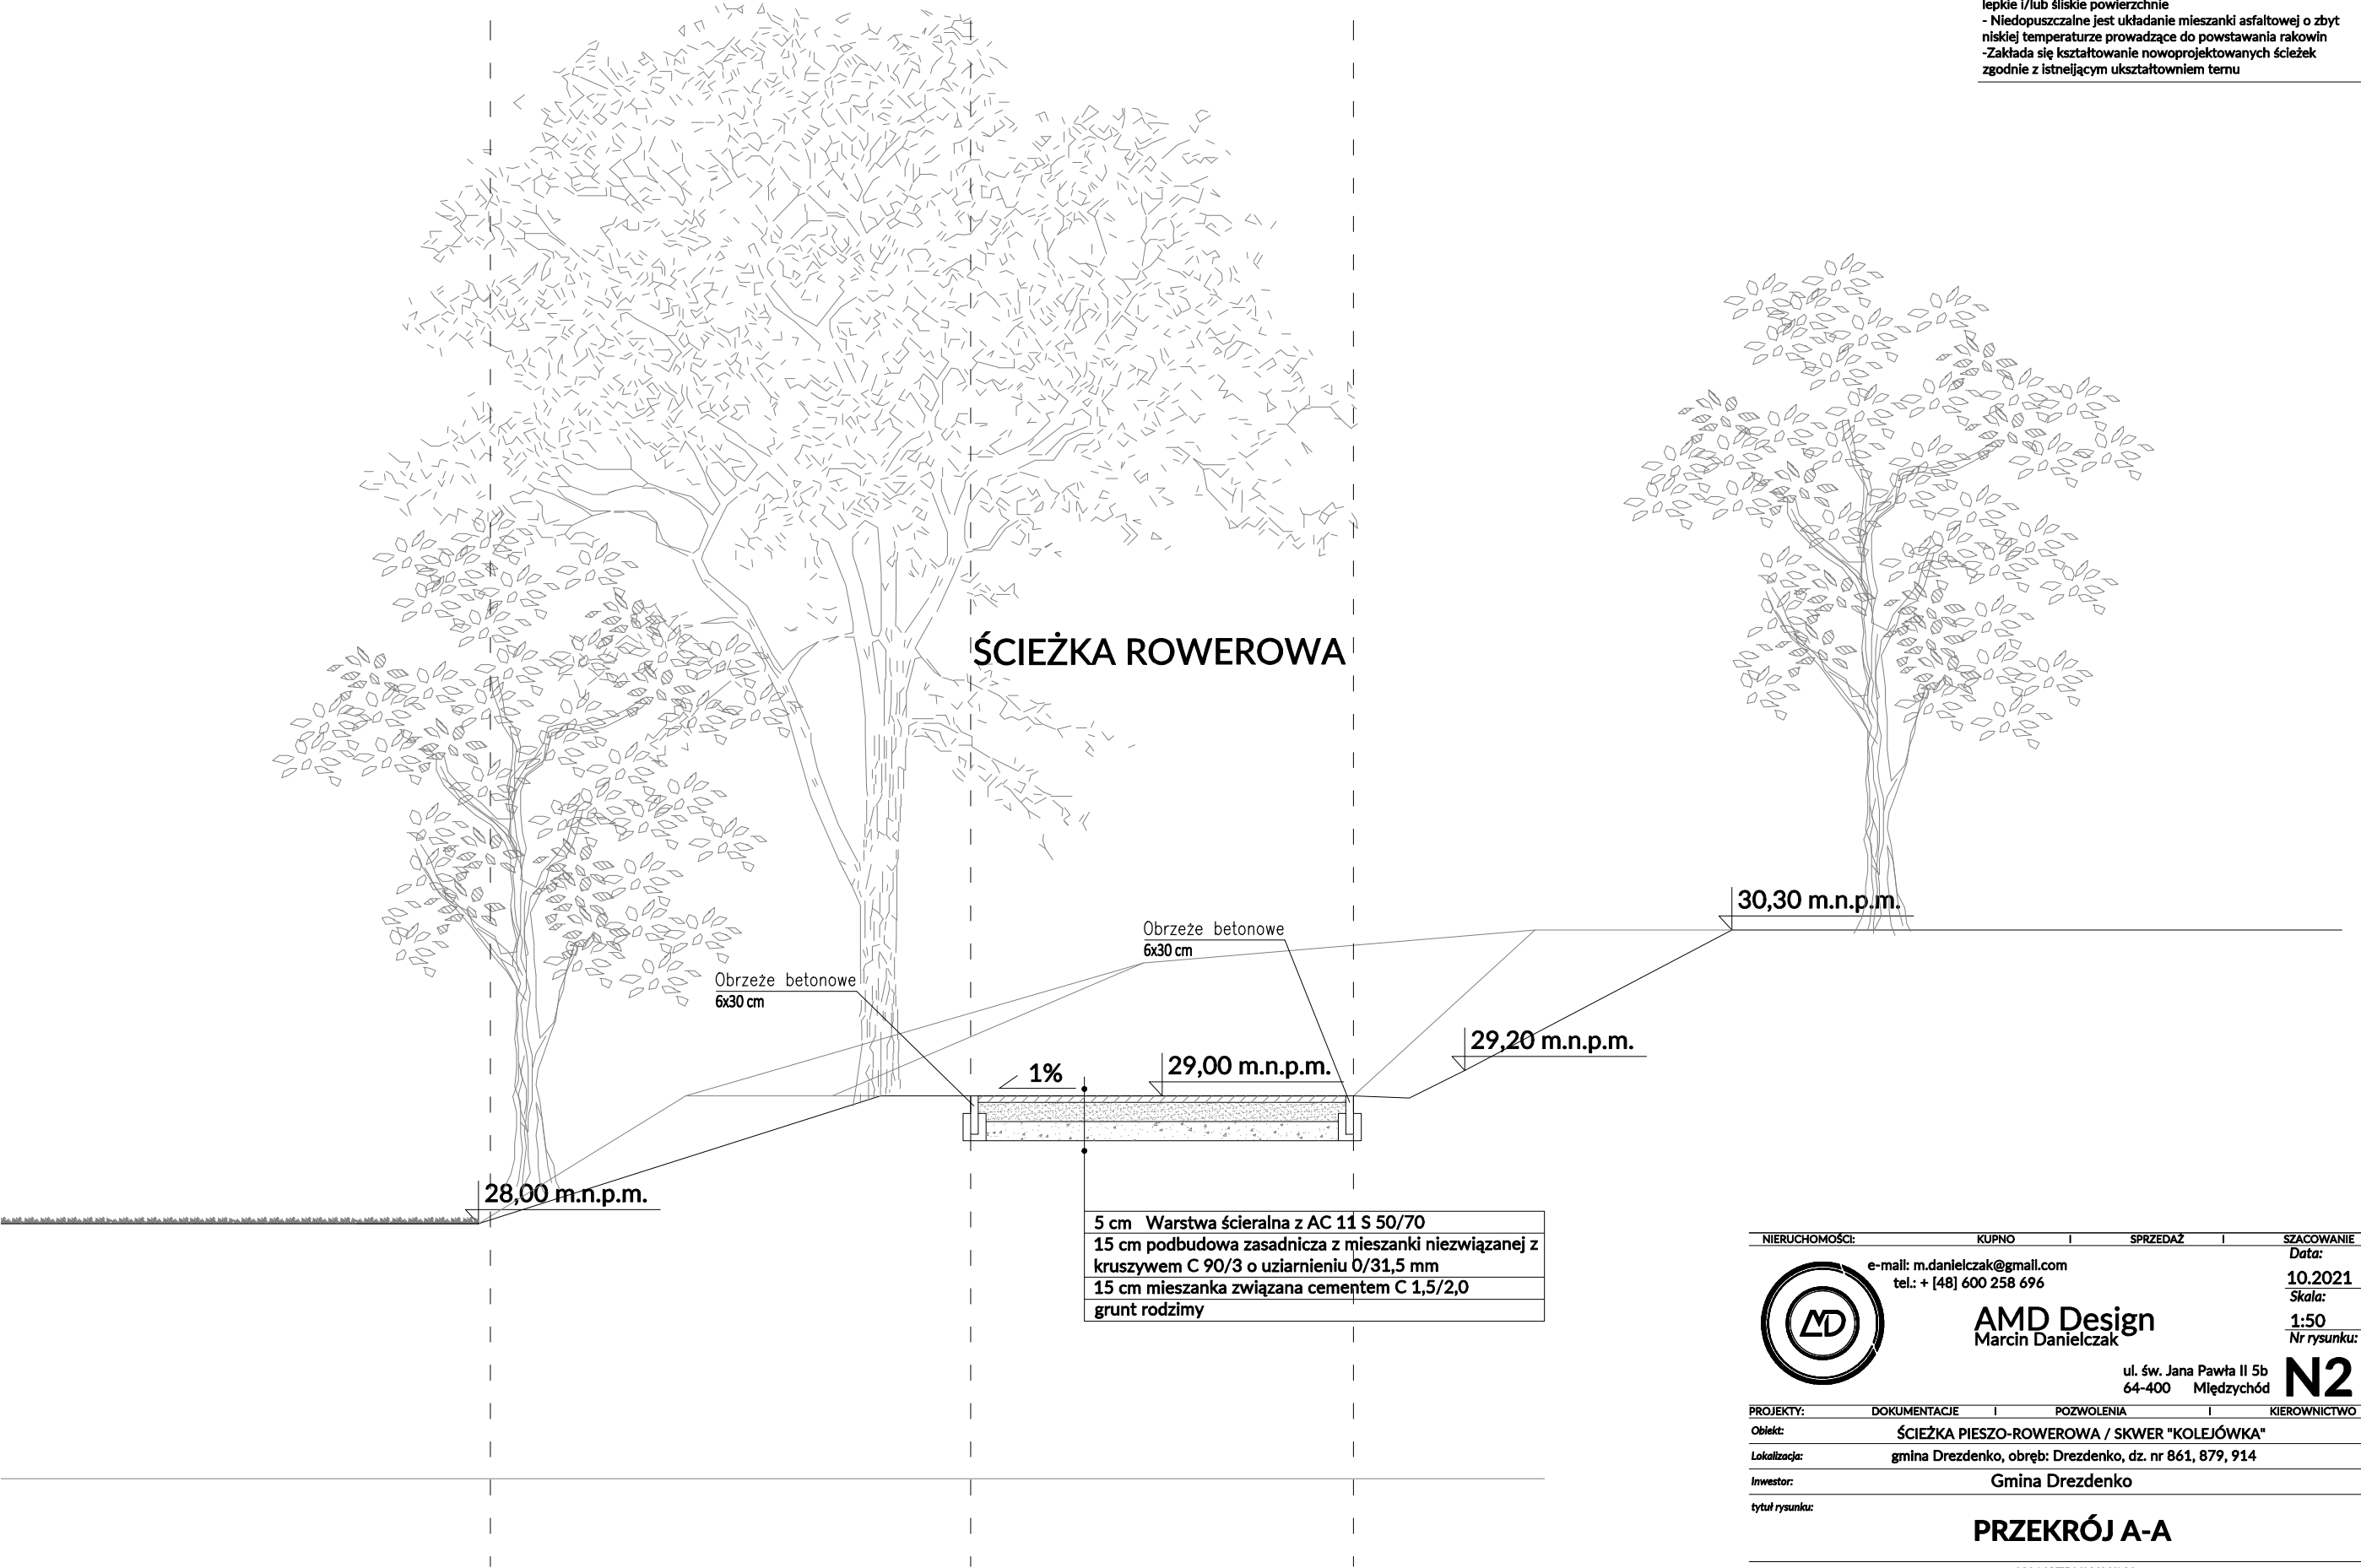 lepkie i/lub śliskie powierzchnie
- Niedopuszczalne jest układanie mieszanki asfaltowej o zbyt
niskiej temperaturze prowadzące do powstawania rakowin
-Zakłada się kształtowanie nowoprojektowanych ścieżek
zgodnie z istneijącym ukształtowniem ternu
ŚCIEŻKA ROWEROWA
30,30 m.n.p.m.
Obrzeże betonowe
6x30 cm
Obrzeże betonowe
6x30 cm
29,20 m.n.p.m.
1%
29,00 m.n.p.m.
28,00 m.n.p.m.
5 cm Warstwa ścieralna z AC 11 S 50/70
15 cm podbudowa zasadnicza z mieszanki niezwiązanej z
kruszywem C 90/3 o uziarnieniu 0/31,5 mm
15 cm mieszanka związana cementem C 1,5/2,0
grunt rodzimy
NIERUCHOMOŚCI: KUPNO I SPRZEDAŻ I SZACOWANIE
e-mail: m.danielczak@gmail.com
tel.: + [48] 600 258 696
MD
AMD Design
Marcin Danielczak
ul. św. Jana Pawła II 5b
64-400 Międzychód
Data:
10.2021
Skala:
1:50
Nr rysunku:
N2
PROJEKTY: DOKUMENTACJE I POZWOLENIA I KIEROWNICTWO
Obiekt: ŚCIEŻKA PIESZO-ROWEROWA / SKWER "KOLEJÓWKA"
Lokalizacja: gmina Drezdenko, obręb: Drezdenko, dz. nr 861, 879, 914
Inwestor: Gmina Drezdenko
tytuł rysunku:
PRZEKRÓJ A-A